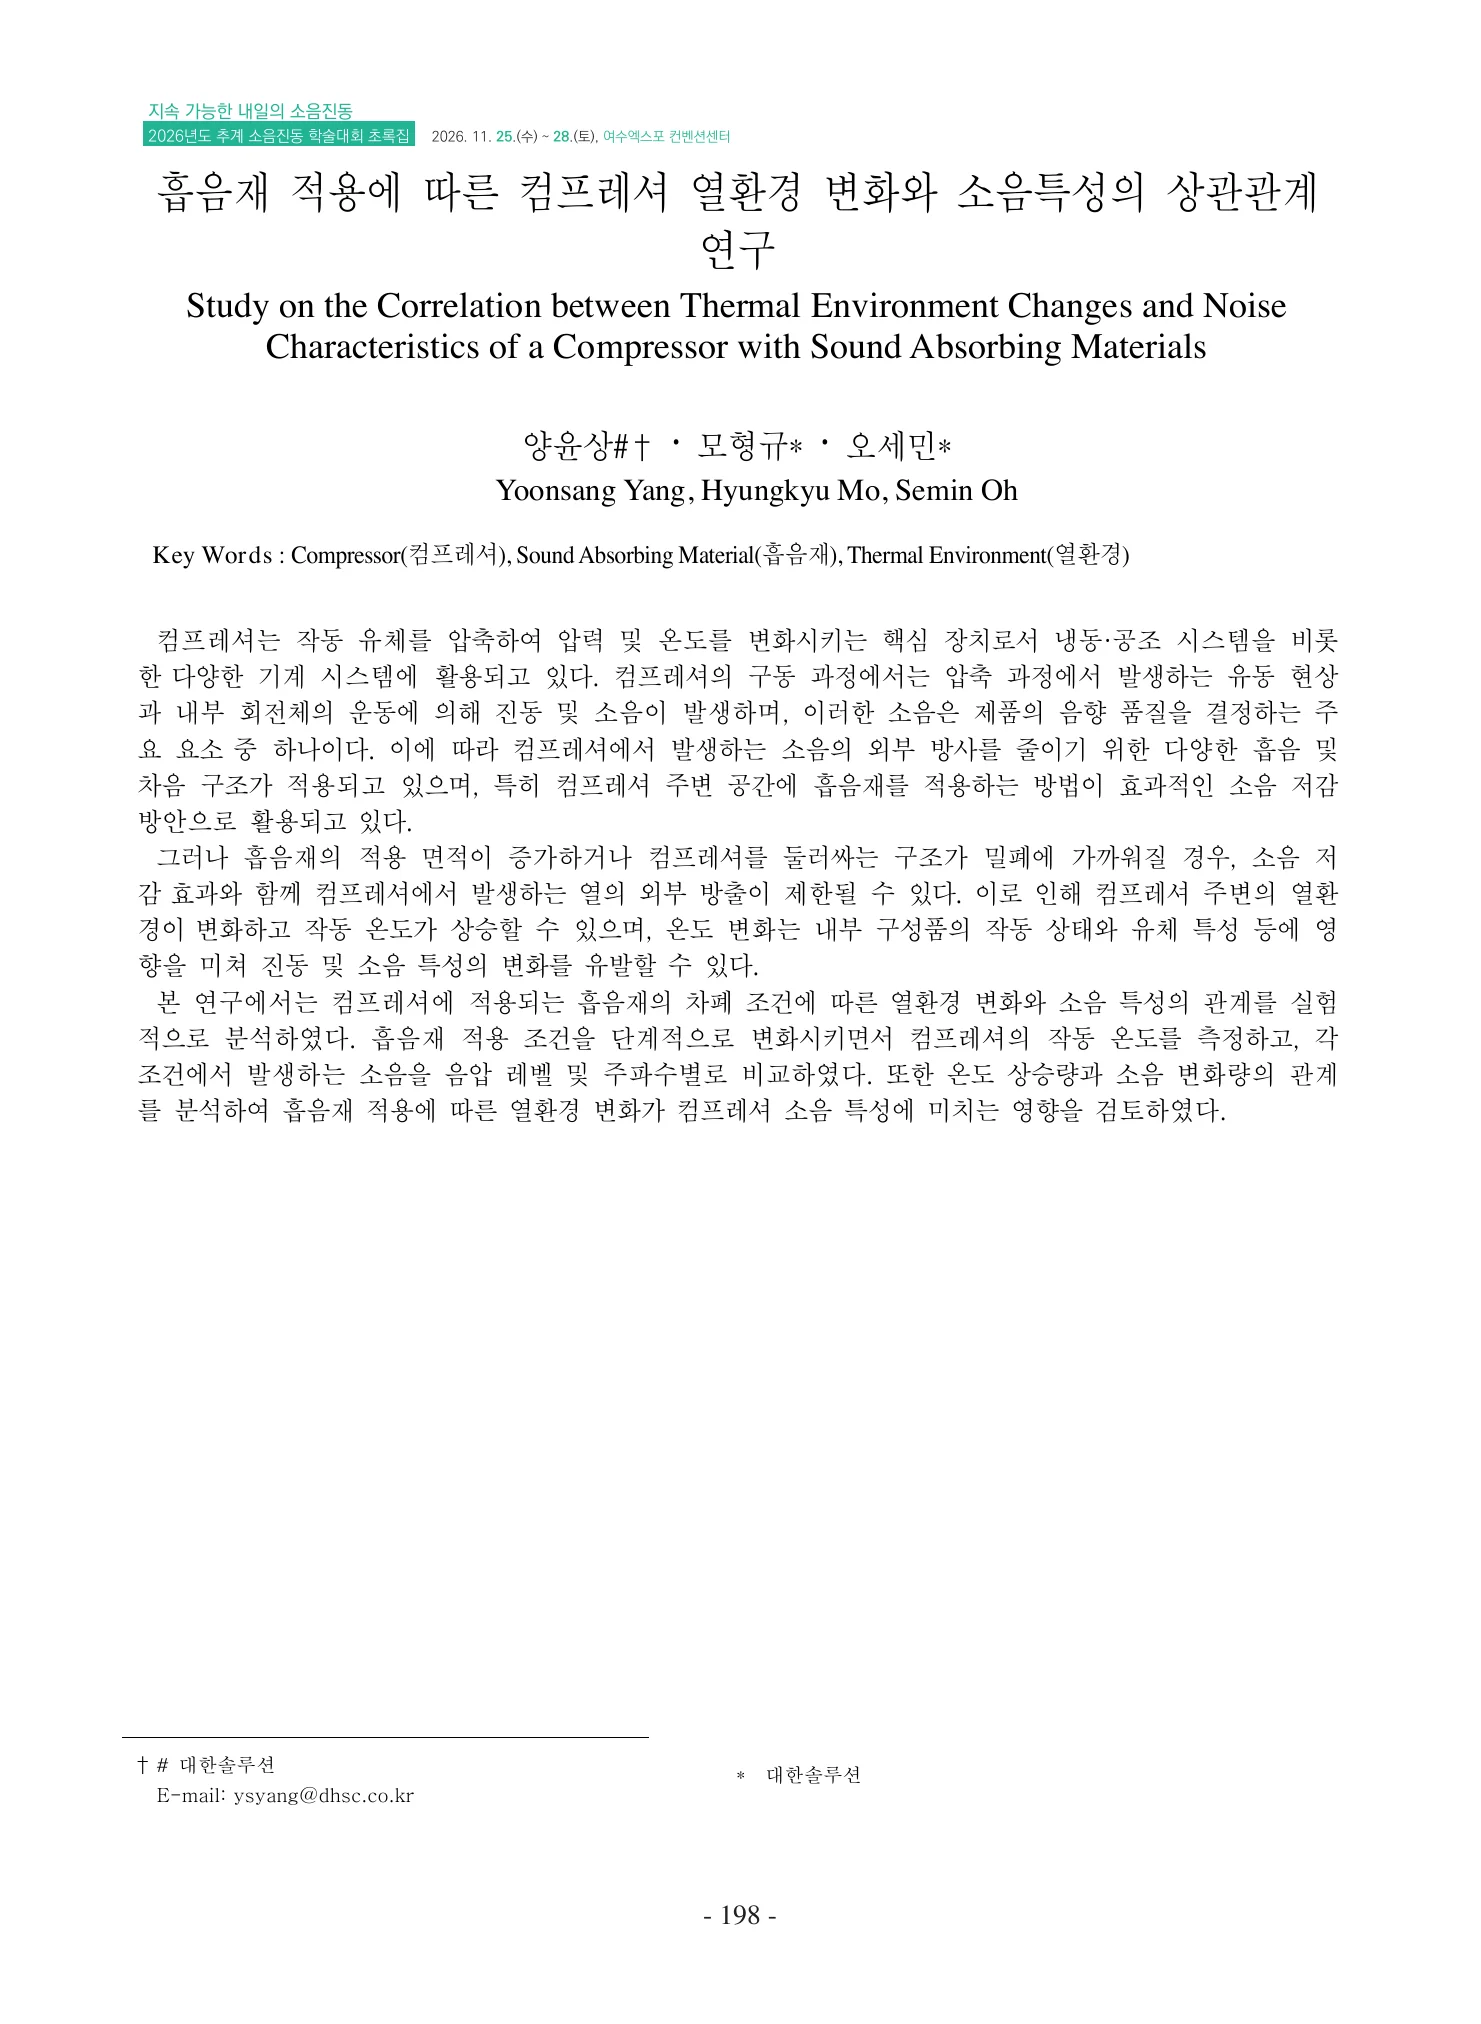 지속 가능한 내일의 소음진동
2026년도 추계 소음진동 학술대회 초록집 2026. 11. 25.(수) ~ 28.(토), 여수엑스포 컨벤션센터
흡음재 적용에 따른 컴프레셔 열환경 변화와 소음특성의 상관관계
연구
Study on the Correlation between Thermal Environment Changes and Noise
Characteristics of a Compressor with Sound Absorbing Materials
양윤상#† · 모형규* · 오세민*
Yoonsang Yang, Hyungkyu Mo, Semin Oh
Key Words : Compressor(컴프레셔), Sound Absorbing Material(흡음재), Thermal Environment(열환경)
컴프레셔는 작동 유체를 압축하여 압력 및 온도를 변화시키는 핵심 장치로서 냉동·공조 시스템을 비롯
한 다양한 기계 시스템에 활용되고 있다. 컴프레셔의 구동 과정에서는 압축 과정에서 발생하는 유동 현상
과 내부 회전체의 운동에 의해 진동 및 소음이 발생하며, 이러한 소음은 제품의 음향 품질을 결정하는 주
요 요소 중 하나이다. 이에 따라 컴프레셔에서 발생하는 소음의 외부 방사를 줄이기 위한 다양한 흡음 및
차음 구조가 적용되고 있으며, 특히 컴프레셔 주변 공간에 흡음재를 적용하는 방법이 효과적인 소음 저감
방안으로 활용되고 있다.
그러나 흡음재의 적용 면적이 증가하거나 컴프레셔를 둘러싸는 구조가 밀폐에 가까워질 경우, 소음 저
감 효과와 함께 컴프레셔에서 발생하는 열의 외부 방출이 제한될 수 있다. 이로 인해 컴프레셔 주변의 열환
경이 변화하고 작동 온도가 상승할 수 있으며, 온도 변화는 내부 구성품의 작동 상태와 유체 특성 등에 영
향을 미쳐 진동 및 소음 특성의 변화를 유발할 수 있다.
본 연구에서는 컴프레셔에 적용되는 흡음재의 차폐 조건에 따른 열환경 변화와 소음 특성의 관계를 실험
적으로 분석하였다. 흡음재 적용 조건을 단계적으로 변화시키면서 컴프레셔의 작동 온도를 측정하고, 각
조건에서 발생하는 소음을 음압 레벨 및 주파수별로 비교하였다. 또한 온도 상승량과 소음 변화량의 관계
를 분석하여 흡음재 적용에 따른 열환경 변화가 컴프레셔 소음 특성에 미치는 영향을 검토하였다.
† # 대한솔루션
E-mail: ysyang@dhsc.co.kr
* 대한솔루션
- 198 -